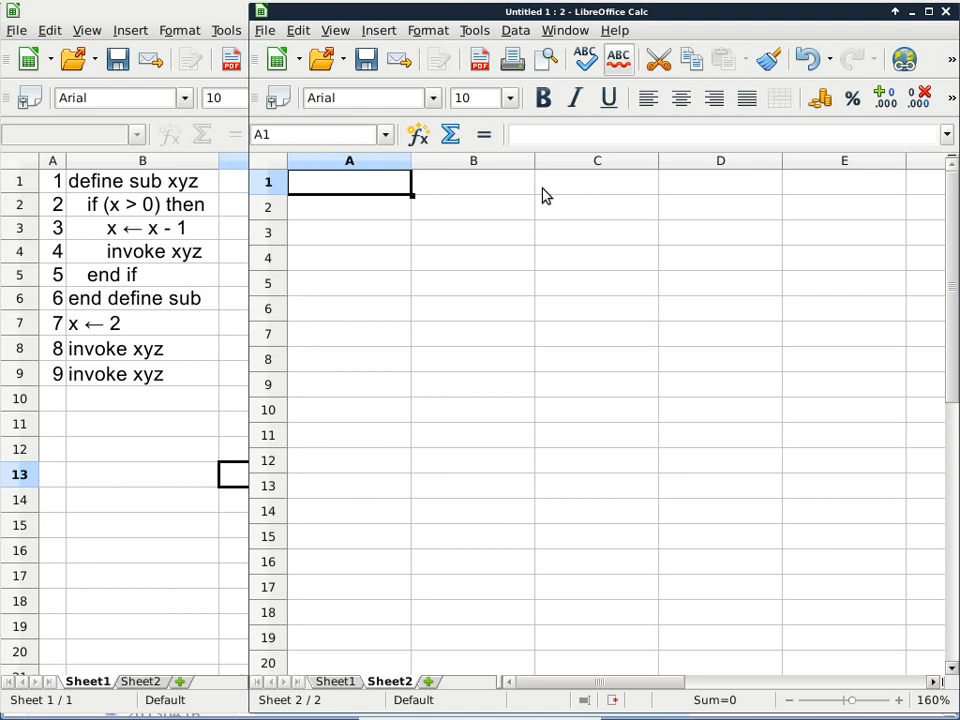 Untitled 1 : 2 - LibreOffice Calc
File Edit View Insert Format Tools
File Edit View Insert Format Tools Data Window Help
Arial 10
Arial 10
A1
A B
A B C D E
1 1 define sub xyz
2 2 if (x > 0) then
3 3 x ← x - 1
4 4 invoke xyz
5 5 end if
6 6 end define sub
7 7 x ← 2
8 8 invoke xyz
9 9 invoke xyz
10
11
12
13
14
15
16
17
18
19
20
1
2
3
4
5
6
7
8
9
10
11
12
13
14
15
16
17
18
19
20
Sheet1 Sheet2
Sheet1 Sheet2
Sheet 1 / 1 Default
Sheet 2 / 2 Default Sum=0 160%